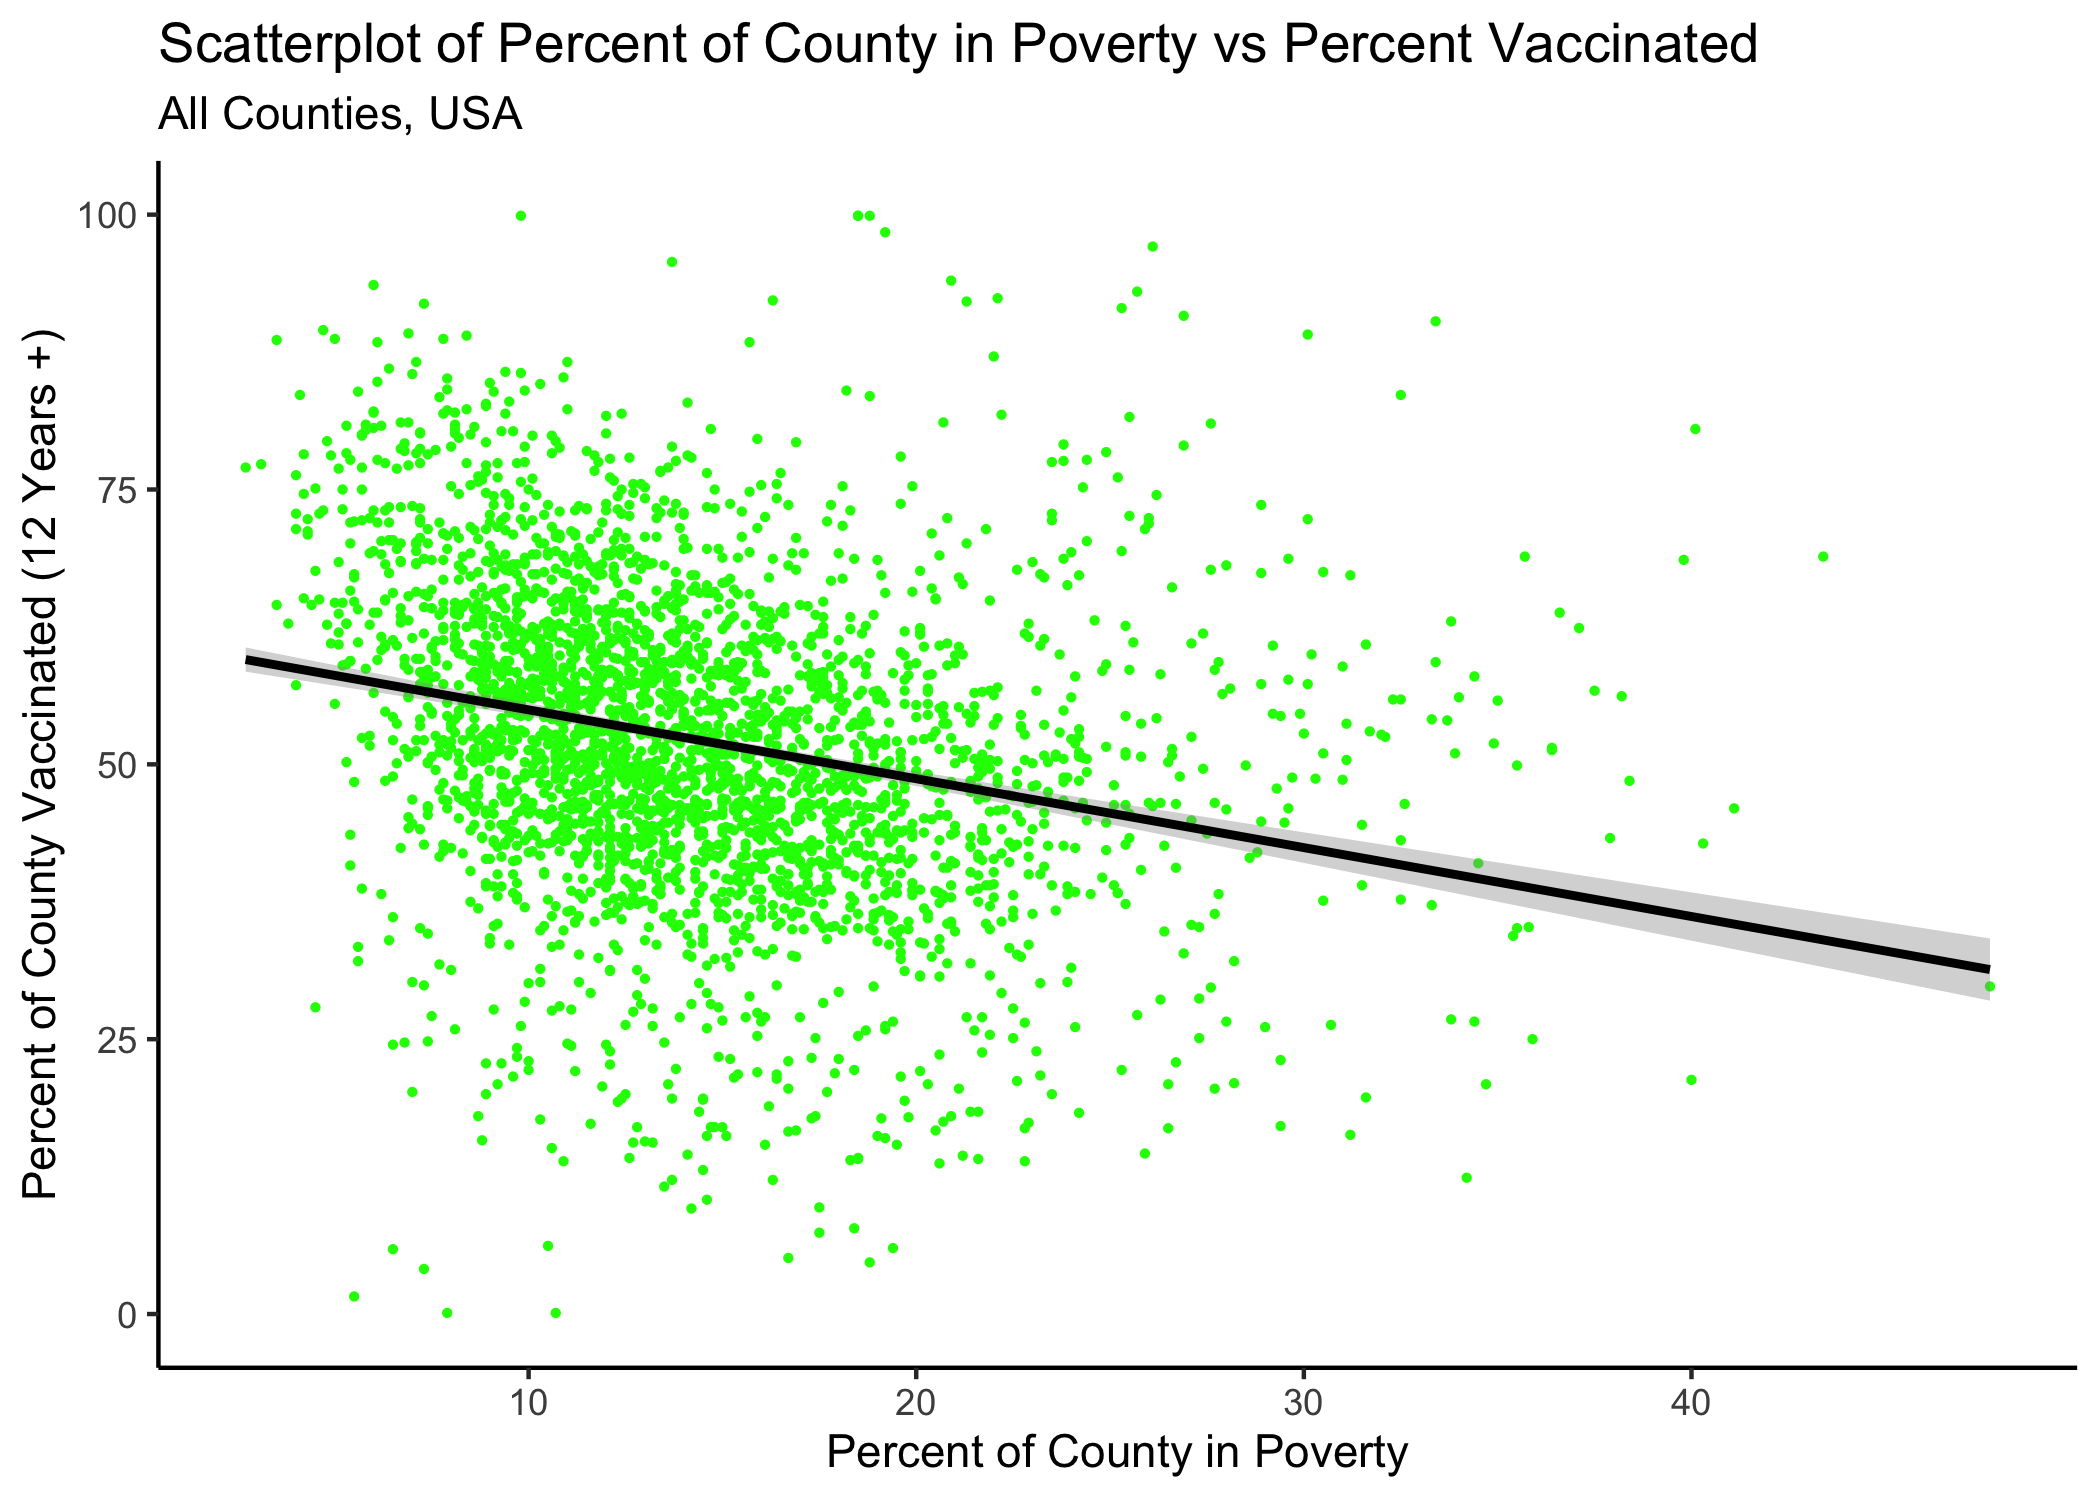 Scatterplot of Percent of County in Poverty vs Percent Vaccinated
All Counties, USA
Percent of County Vaccinated (12 Years +)
100
75
50
25
0
10
20
30
40
Percent of County in Poverty